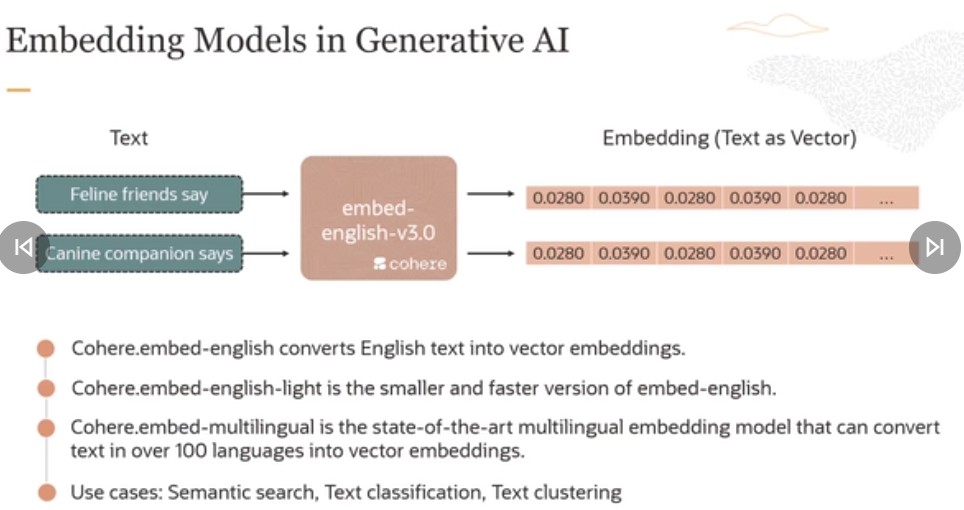 Embedding Models in Generative AI
Text
Embedding (Text as Vector)
Feline friends say
0.0280 0.0390 0.0280 0.0390 0.0280 ...
embed-
english-v3.0
cohere
Canine companion says
0.0280 0.0390 0.0280 0.0390 0.0280 ...
Cohere.embed-english converts English text into vector embeddings.
Cohere.embed-english-light is the smaller and faster version of embed-english.
Cohere.embed-multilingual is the state-of-the-art multilingual embedding model that can convert
text in over 100 languages into vector embeddings.
Use cases: Semantic search, Text classification, Text clustering